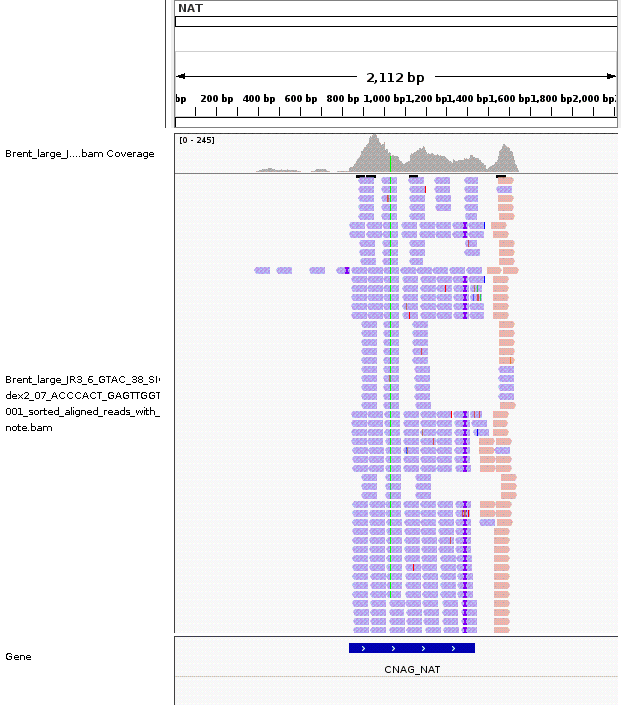 NAT
2,112 bp
bp 200 bp 400 bp 600 bp 800 bp 1,000 bp 1,200 bp 1,400 bp 1,600 bp 1,800 bp 2,000 bp
[0 - 245]
Brent_large_J....bam Coverage
Brent_large_JR3_6_GTAC_38_SI
dex2_07_ACCCACT_GAGTTGGT
001_sorted_aligned_reads_with_
note.bam
Gene
CNAG_NAT